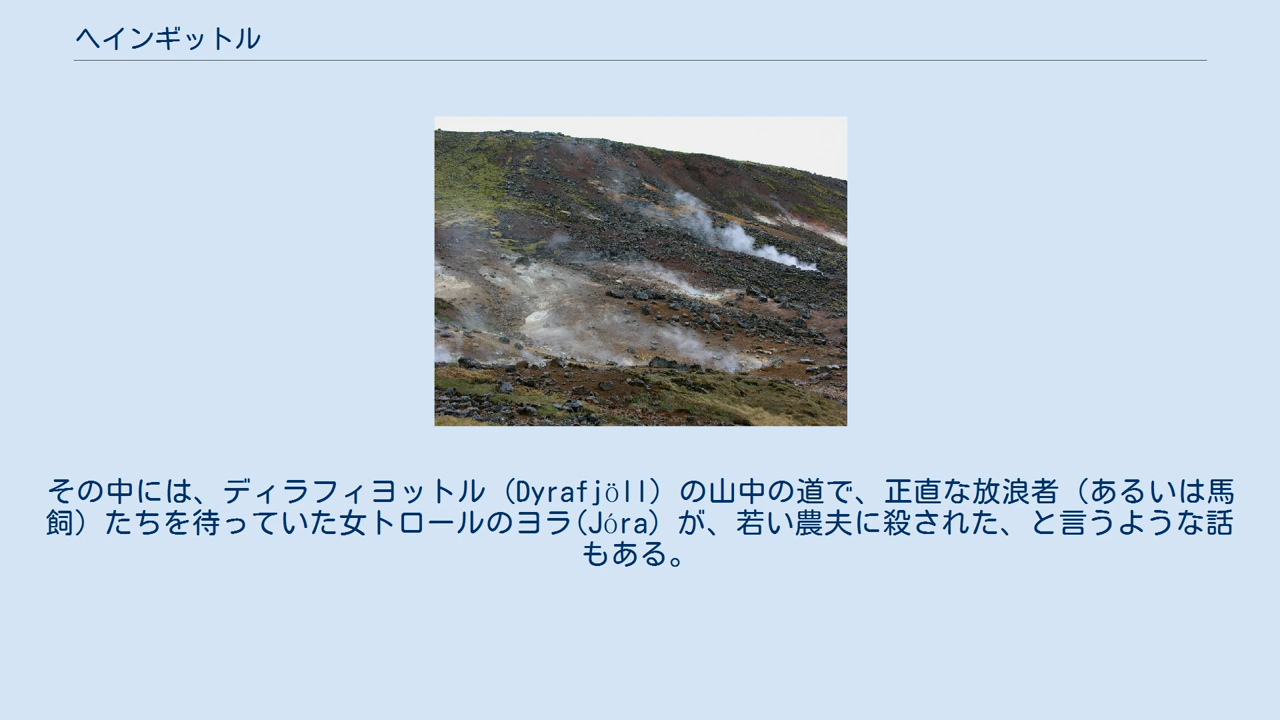 ヘインギットル
その中には、ディラフィヨットル（Dyrafjöll）の山中の道で、正直な放浪者（あるいは馬
飼）たちを待っていた女トロールのヨラ(Jóra）が、若い農夫に殺された、と言うような話
もある。